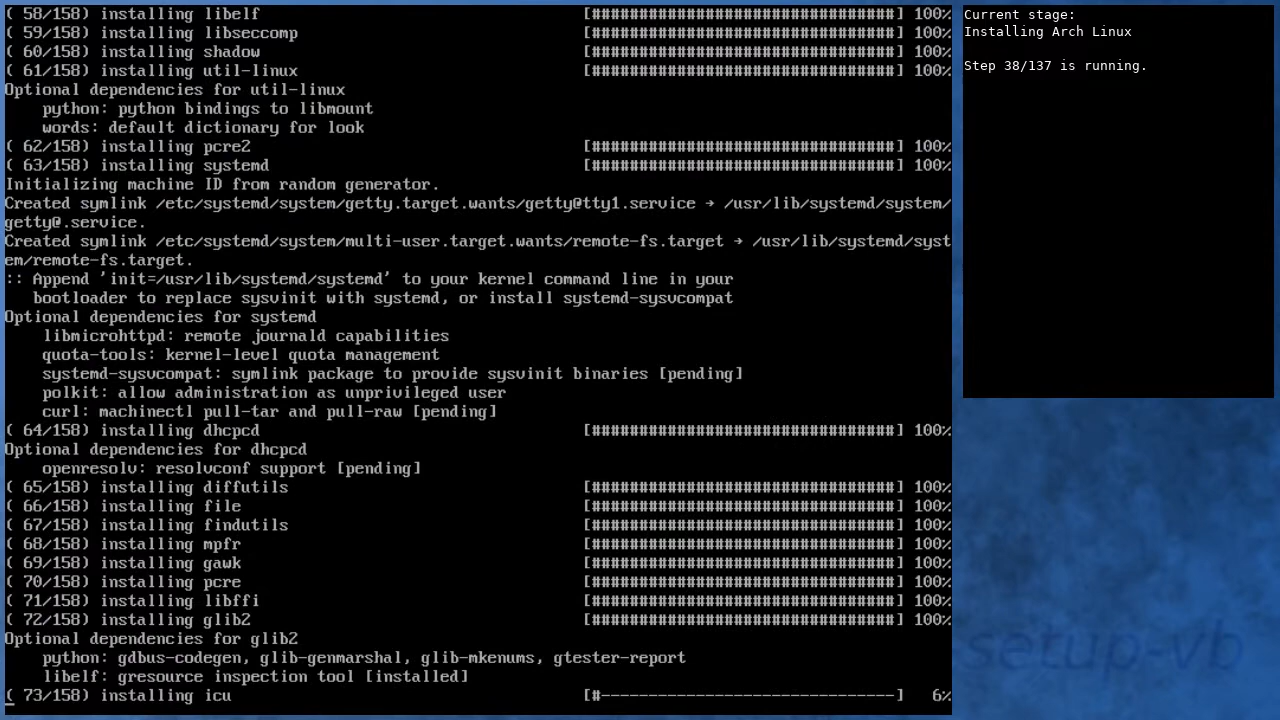 ( 58/158) installing libelf [################################] 100%
( 59/158) installing libseccomp [################################] 100%
( 60/158) installing shadow [################################] 100%
( 61/158) installing util-linux [################################] 100%
Optional dependencies for util-linux
    python: python bindings to libmount
    words: default dictionary for look
( 62/158) installing pcre2 [################################] 100%
( 63/158) installing systemd [################################] 100%
Initializing machine ID from random generator.
Created symlink /etc/systemd/system/getty.target.wants/getty@tty1.service → /usr/lib/systemd/system/
getty@.service.
Created symlink /etc/systemd/system/multi-user.target.wants/remote-fs.target → /usr/lib/systemd/syst
em/remote-fs.target.
:: Append 'init=/usr/lib/systemd/systemd' to your kernel command line in your
   bootloader to replace sysvinit with systemd, or install systemd-sysvcompat
Optional dependencies for systemd
    libmicrohttpd: remote journald capabilities
    quota-tools: kernel-level quota management
    systemd-sysvcompat: symlink package to provide sysvinit binaries [pending]
    polkit: allow administration as unprivileged user
    curl: machinectl pull-tar and pull-raw [pending]
( 64/158) installing dhcpcd [################################] 100%
Optional dependencies for dhcpcd
    openresolv: resolvconf support [pending]
( 65/158) installing diffutils [################################] 100%
( 66/158) installing file [################################] 100%
( 67/158) installing findutils [################################] 100%
( 68/158) installing mpfr [################################] 100%
( 69/158) installing gawk [################################] 100%
( 70/158) installing pcre [################################] 100%
( 71/158) installing libffi [################################] 100%
( 72/158) installing glib2 [################################] 100%
Optional dependencies for glib2
    python: gdbus-codegen, glib-genmarshal, glib-mkenums, gtester-report
    libelf: gresource inspection tool [installed]
( 73/158) installing icu [#-------------------------------] 6%
Current stage:
Installing Arch Linux
Step 38/137 is running.
setup-vb